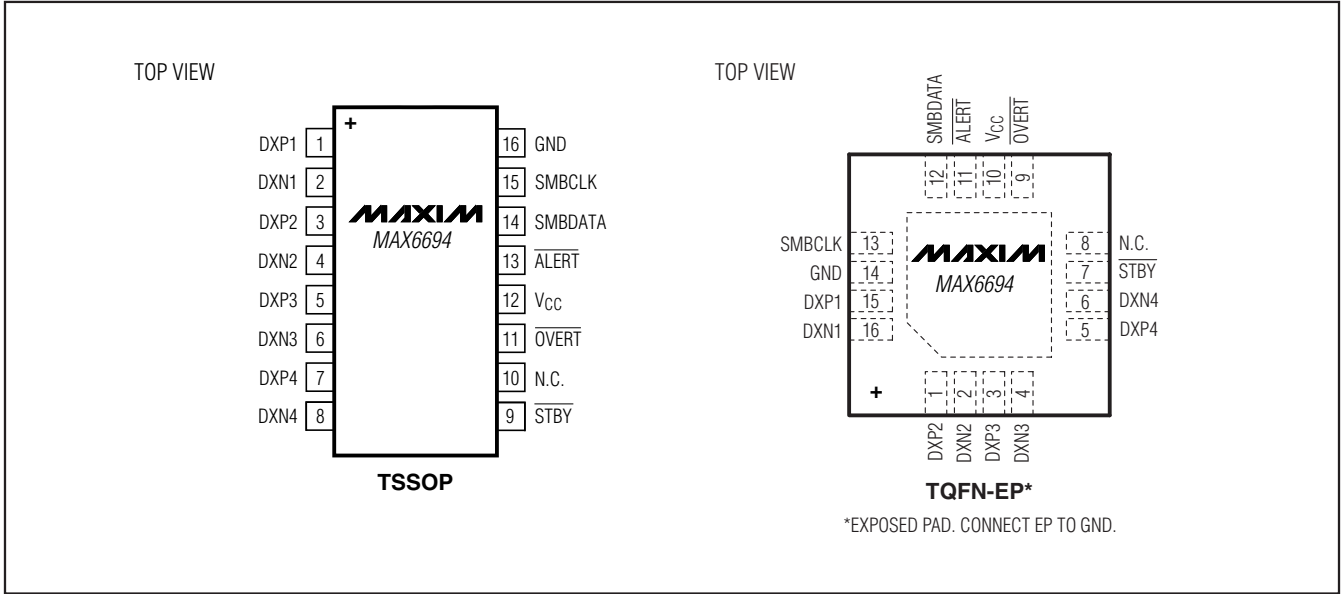 TOP VIEW
+
DXP1 1
DXN1 2
DXP2 3
DXN2 4
DXP3 5
DXN3 6
DXP4 7
DXN4 8
MAXIM
MAX6694
16 GND
15 SMBCLK
14 SMBDATA
13 ALERT
12 VCC
11 OVERT
10 N.C.
9 STBY
TSSOP
TOP VIEW
SMBDATA ALERT VCC OVERT
12 11 10 9
SMBCLK 13
GND 14
DXP1 15
DXN1 16
MAXIM
MAX6694
8 N.C.
7 STBY
6 DXN4
5 DXP4
+
1 2 3 4
DXP2 DXN2 DXP3 DXN3
TQFN-EP*
*EXPOSED PAD. CONNECT EP TO GND.